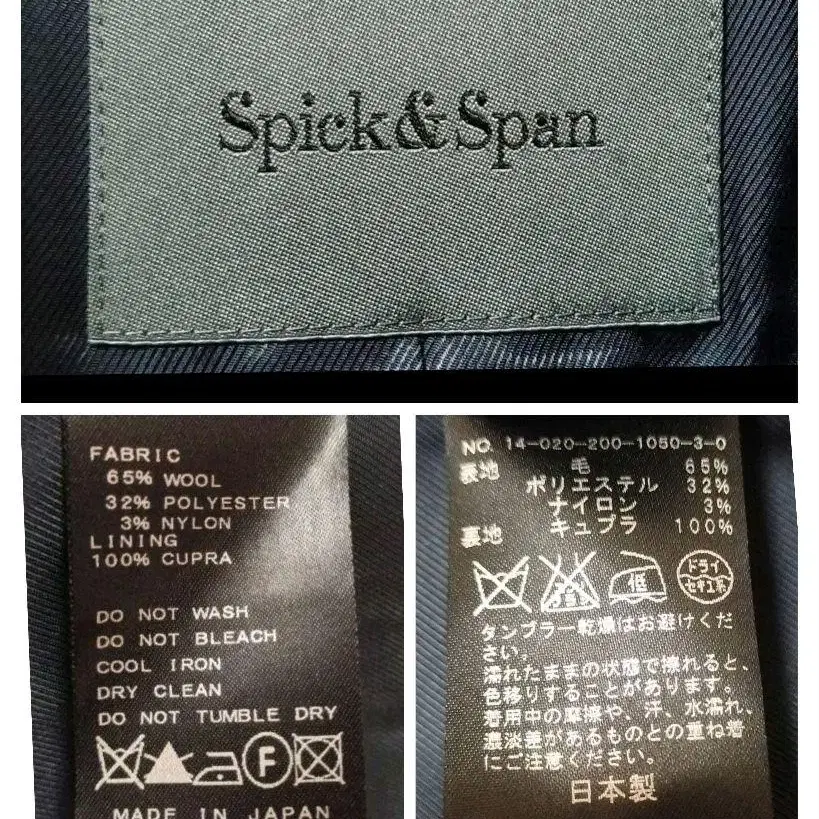 Spick&Span
FABRIC
65% WOOL
32% POLYESTER
3% NYLON
LINING
100% CUPRA
DO NOT WASH
DO NOT BLEACH
COOL IRON
DRY CLEAN
DO NOT TUMBLE DRY
F
MADE IN JAPAN
NO. 14-020-200-1050-3-0
表地 毛 65%
ポリエステル 32%
ナイロン 3%
裏地 キュプラ 100%
低 ドライ
セキユ系
タンブラー乾燥はお避けくだ
さい。
濡れたままの状態で擦れると、
色移りすることがあります。
着用中の摩擦や、汗、水濡れ、
濃淡差があるものとの重ね着
にご注意ください。
日本製